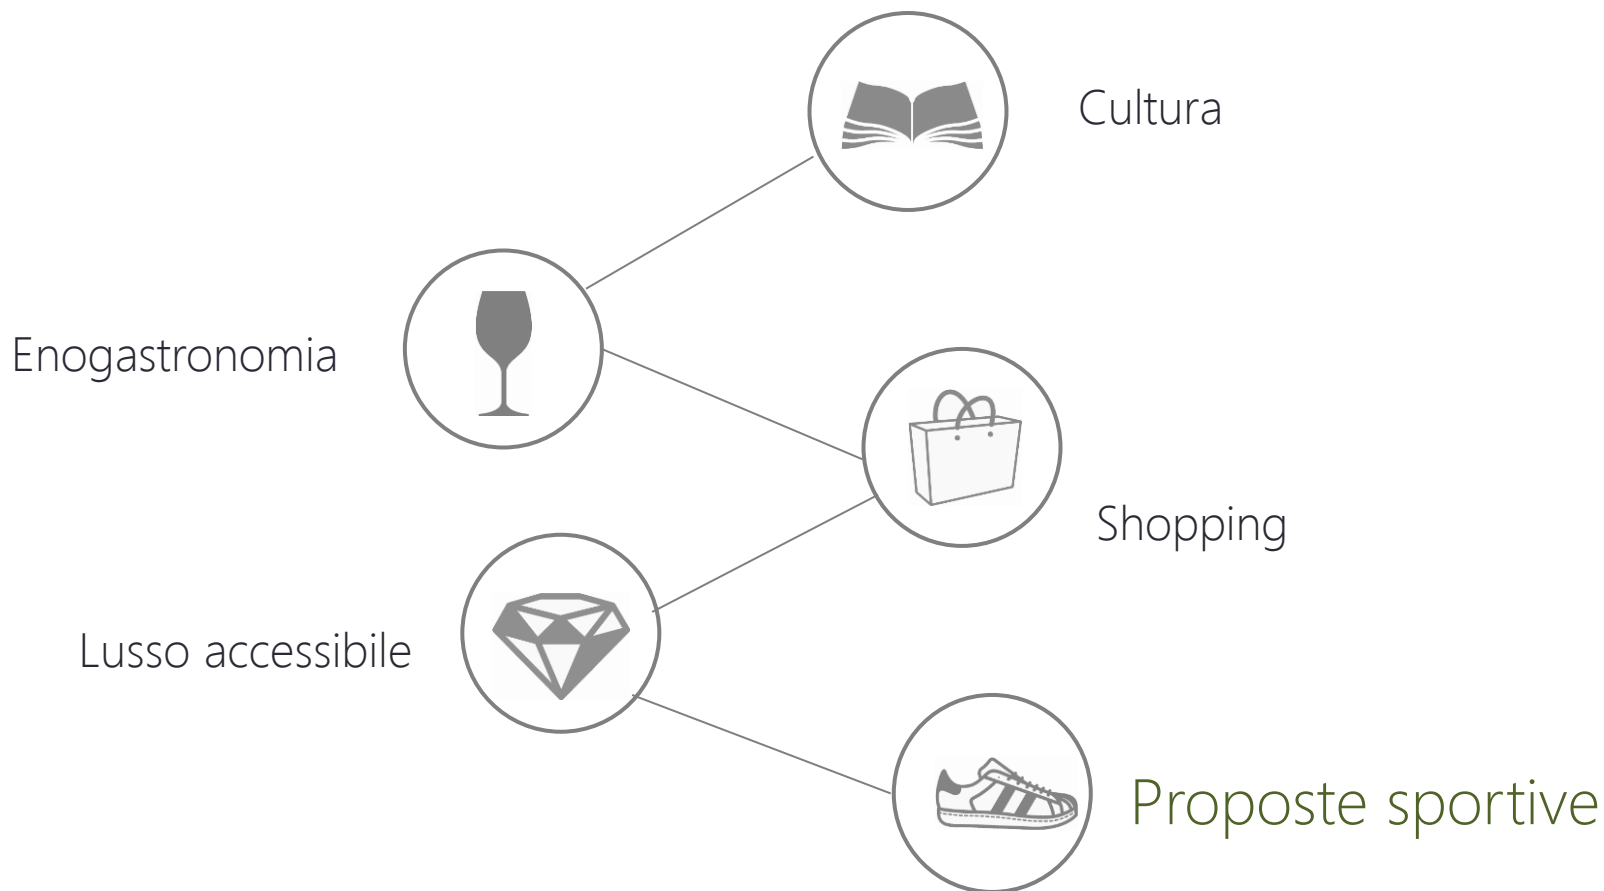 Cultura
Enogastronomia
Shopping
Lusso accessibile
Proposte sportive